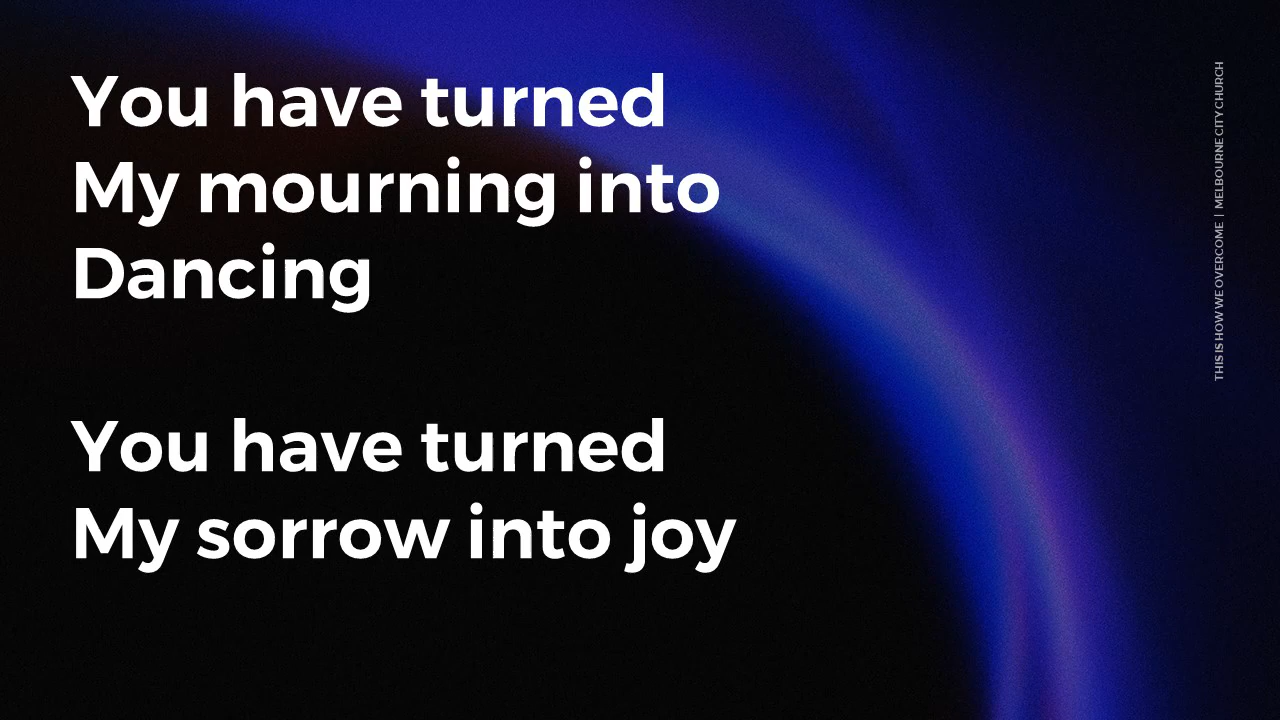 You have turned
My mourning into
Dancing
You have turned
My sorrow into joy
THIS IS HOW WE OVERCOME | MELBOURNE CITY CHURCH